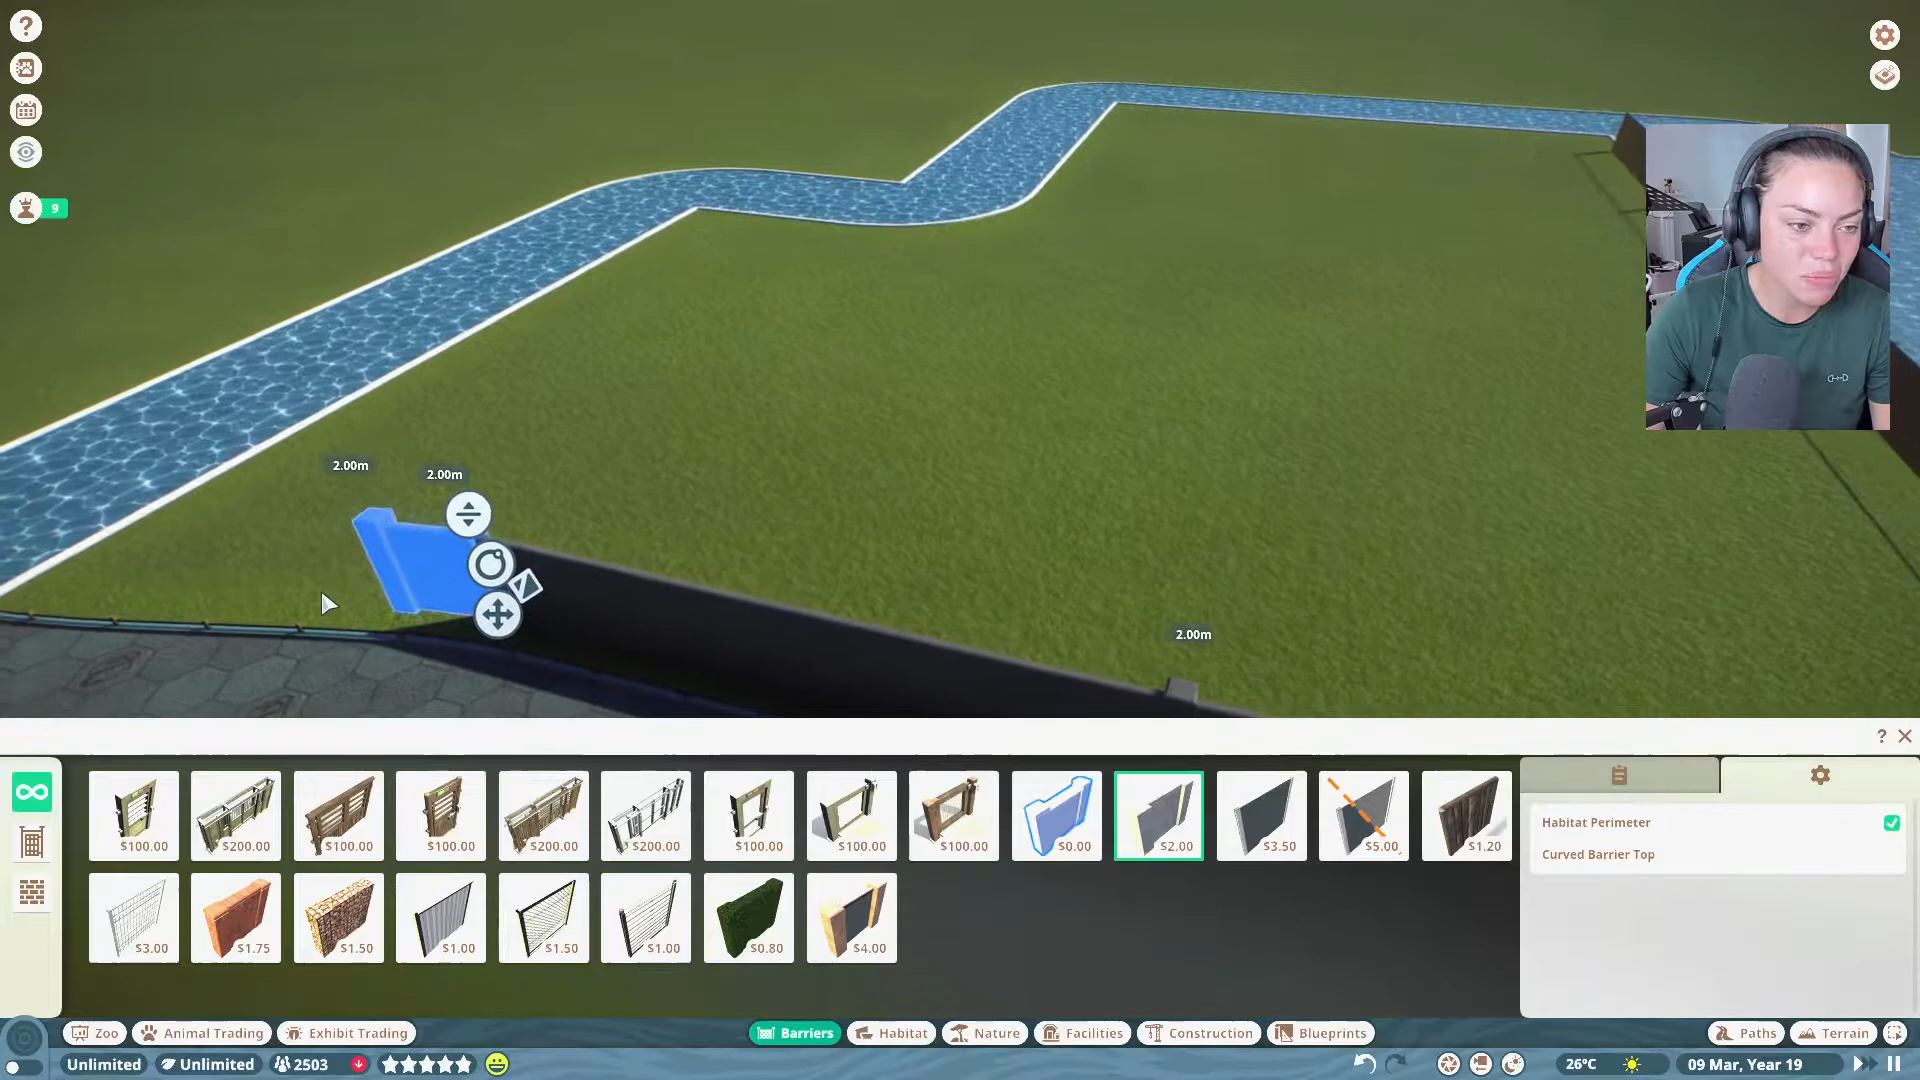 ?
9
2.00m
2.00m
2.00m
?
$100.00
$200.00
$100.00
$100.00
$200.00
$200.00
$100.00
$100.00
$100.00
$0.00
$2.00
$3.50
$5.00
$1.20
$3.00
$1.75
$1.50
$1.00
$1.50
$1.00
$0.80
$4.00
Habitat Perimeter
Curved Barrier Top
Zoo
Animal Trading
Exhibit Trading
Barriers
Habitat
Nature
Facilities
Construction
Blueprints
Paths
Terrain
Unlimited
Unlimited
2503
26°C
09 Mar, Year 19